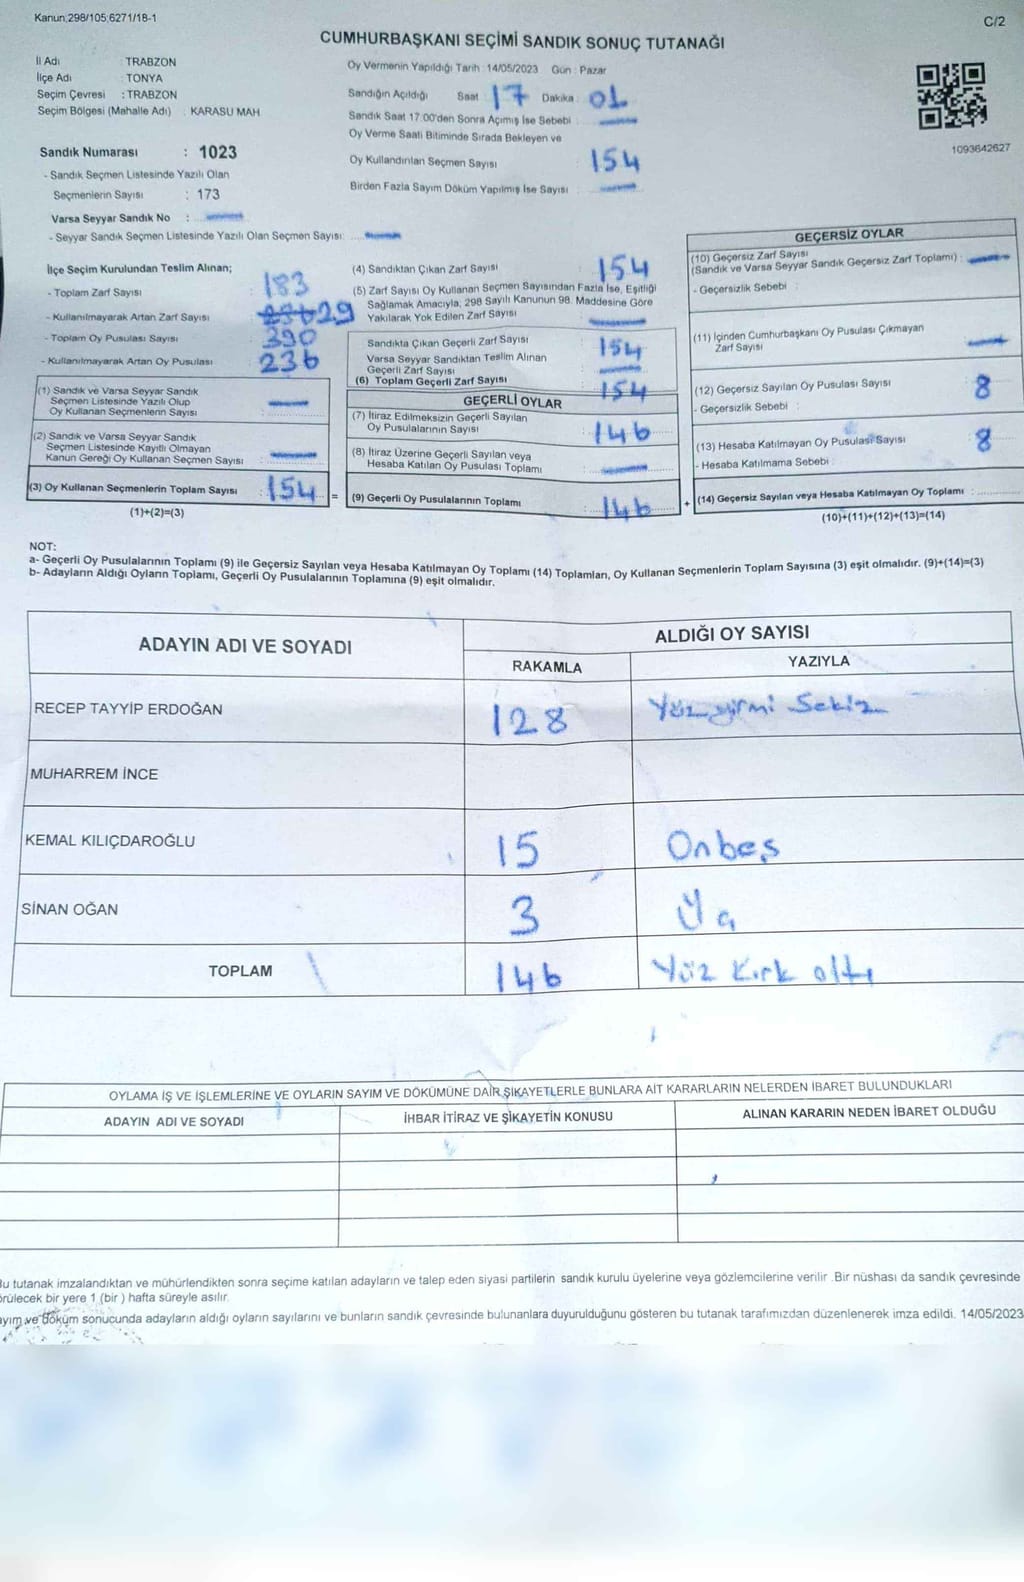 Kanun,298/105;6271/18-1
C/2
CUMHURBAŞKANI SEÇİMİ SANDIK SONUÇ TUTANAĞI
İl Adı : TRABZON
İlçe Adı : TONYA
Seçim Çevresi : TRABZON
Seçim Bölgesi (Mahalle Adı) : KARASU MAH
Sandık Numarası : 1023
- Sandık Seçmen Listesinde Yazılı Olan
Seçmenlerin Sayısı : 173
Varsa Seyyar Sandık No :
- Seyyar Sandık Seçmen Listesinde Yazılı Olan Seçmen Sayısı:
Oy Vermenin Yapıldığı Tarih : 14/05/2023 Gün : Pazar
Sandığın Açıldığı Saat : 17 Dakika : 01
Sandık Saat 17:00'den Sonra Açımış İse Sebebi :
Oy Verme Saati Bitiminde Sırada Bekleyen ve
Oy Kullandırılan Seçmen Sayısı : 154
Birden Fazla Sayım Döküm Yapılmış İse Sayısı :
1093642627
İlçe Seçim Kurulundan Teslim Alınan;
- Toplam Zarf Sayısı : 183
- Kullanılmayarak Artan Zarf Sayısı : 29
- Toplam Oy Pusulası Sayısı : 390
- Kullanılmayarak Artan Oy Pusulası : 236
(1) Sandık ve Varsa Seyyar Sandık
Seçmen Listesinde Yazılı Olup
Oy Kullanan Seçmenlerin Sayısı :
(2) Sandık ve Varsa Seyyar Sandık
Seçmen Listesinde Kayıtlı Olmayan
Kanun Gereği Oy Kullanan Seçmen Sayısı :
(3) Oy Kullanan Seçmenlerin Toplam Sayısı : 154
(1)+(2)=(3)
=
(4) Sandıktan Çıkan Zarf Sayısı : 154
(5) Zarf Sayısı Oy Kullanan Seçmen Sayısından Fazla İse, Eşitliği
Sağlamak Amacıyla, 298 Sayılı Kanunun 98. Maddesine Göre
Yakılarak Yok Edilen Zarf Sayısı :
Sandıkta Çıkan Geçerli Zarf Sayısı : 154
Varsa Seyyar Sandıktan Teslim Alınan
Geçerli Zarf Sayısı :
(6) Toplam Geçerli Zarf Sayısı : 154
GEÇERLİ OYLAR
(7) İtiraz Edilmeksizin Geçerli Sayılan
Oy Pusulalarının Sayısı : 146
(8) İtiraz Üzerine Geçerli Sayılan veya
Hesaba Katılan Oy Pusulası Toplamı :
(9) Geçerli Oy Pusulalarının Toplamı : 146
+
GEÇERSİZ OYLAR
(10) Geçersiz Zarf Sayısı
(Sandık ve Varsa Seyyar Sandık Geçersiz Zarf Toplamı) :
- Geçersizlik Sebebi :
(11) İçinden Cumhurbaşkanı Oy Pusulası Çıkmayan
Zarf Sayısı :
(12) Geçersiz Sayılan Oy Pusulası Sayısı : 8
- Geçersizlik Sebebi :
(13) Hesaba Katılmayan Oy Pusulası Sayısı : 8
- Hesaba Katılmama Sebebi :
(14) Geçersiz Sayılan veya Hesaba Katılmayan Oy Toplamı :
(10)+(11)+(12)+(13)=(14)
NOT:
a- Geçerli Oy Pusulalarının Toplamı (9) ile Geçersiz Sayılan veya Hesaba Katılmayan Oy Toplamı (14) Toplamları, Oy Kullanan Seçmenlerin Toplam Sayısına (3) eşit olmalıdır. (9)+(14)=(3)
b- Adayların Aldığı Oyların Toplamı, Geçerli Oy Pusulalarının Toplamına (9) eşit olmalıdır.
ADAYIN ADI VE SOYADI
ALDIĞI OY SAYISI
RAKAMLA
YAZIYLA
RECEP TAYYİP ERDOĞAN 128 Yüzyirmi Sekiz
MUHARREM İNCE
KEMAL KILIÇDAROĞLU 15 Onbeş
SİNAN OĞAN 3
TOPLAM 146 Yüz Kırk altı
OYLAMA İŞ VE İŞLEMLERİNE VE OYLARIN SAYIM VE DÖKÜMÜNE DAİR ŞİKAYETLERLE BUNLARA AİT KARARLARIN NELERDEN İBARET BULUNDUKLARI
ADAYIN ADI VE SOYADI
İHBAR İTİRAZ VE ŞİKAYETİN KONUSU
ALINAN KARARIN NEDEN İBARET OLDUĞU
Bu tutanak imzalandıktan ve mühürlendikten sonra seçime katılan adayların ve talep eden siyasi partilerin sandık kurulu üyelerine veya gözlemcilerine verilir .Bir nüshası da sandık çevresinde
örülecek bir yere 1 (bir ) hafta süreyle asılır.
ayım ve döküm sonucunda adayların aldığı oyların sayılarını ve bunların sandık çevresinde bulunanlara duyurulduğunu gösteren bu tutanak tarafımızdan düzenlenerek imza edildi. 14/05/2023